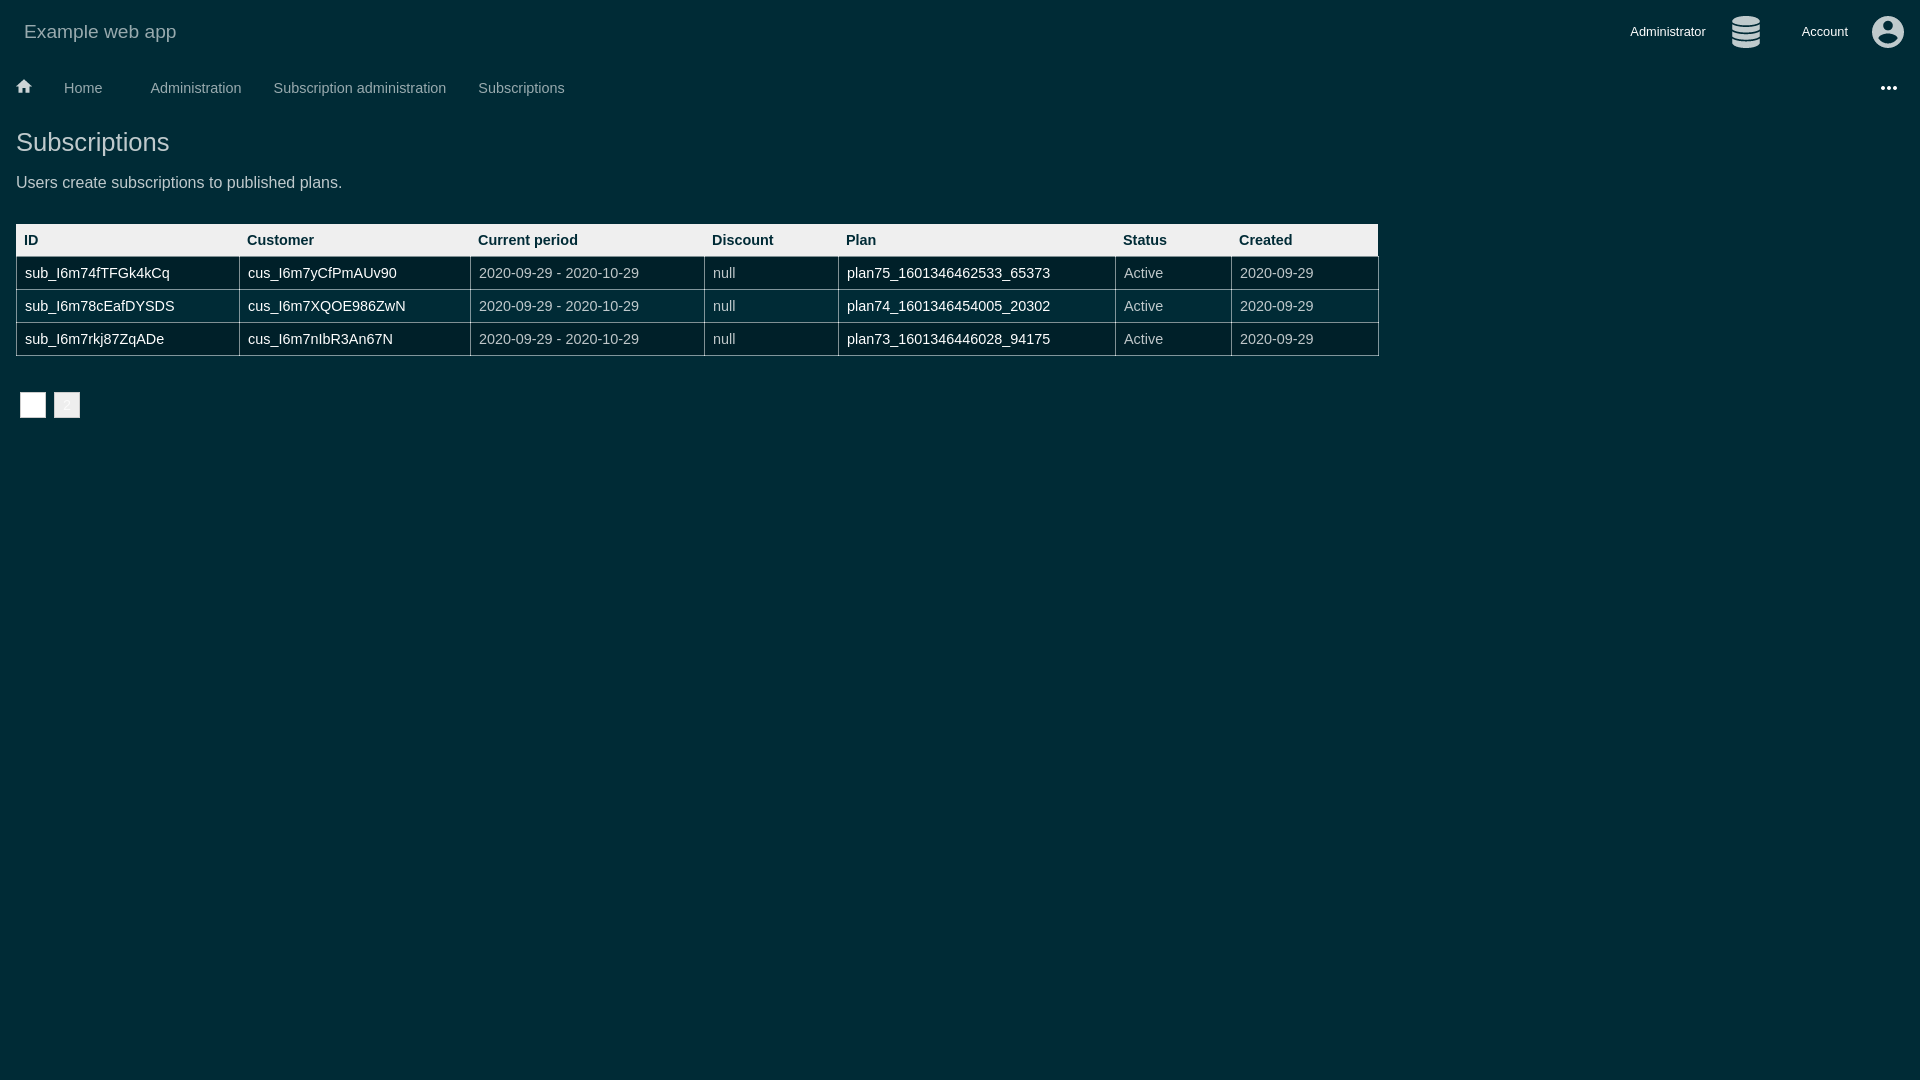 Example web app
Administrator
Account
Home
Administration
Subscription administration
Subscriptions
Subscriptions
Users create subscriptions to published plans.
ID Customer Current period Discount Plan Status Created
sub_I6m74fTFGk4kCq cus_I6m7yCfPmAUv90 2020-09-29 - 2020-10-29 null plan75_1601346462533_65373 Active 2020-09-29
sub_I6m78cEafDYSDS cus_I6m7XQOE986ZwN 2020-09-29 - 2020-10-29 null plan74_1601346454005_20302 Active 2020-09-29
sub_I6m7rkj87ZqADe cus_I6m7nIbR3An67N 2020-09-29 - 2020-10-29 null plan73_1601346446028_94175 Active 2020-09-29
2